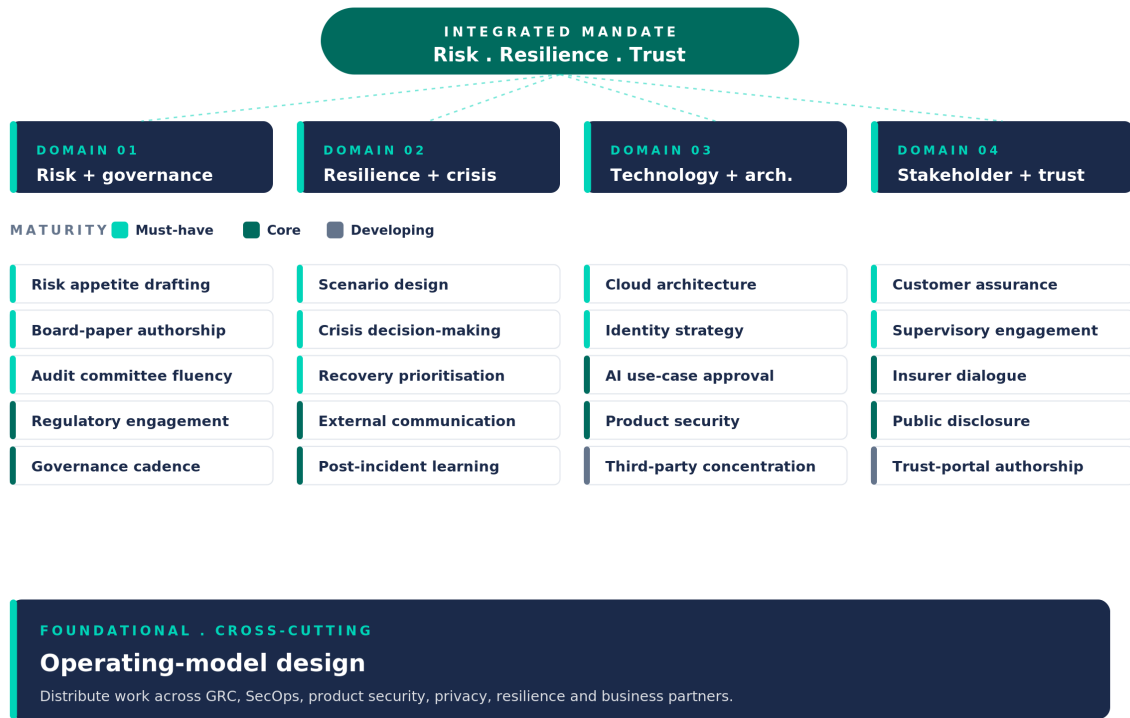 INTEGRATED MANDATE
Risk . Resilience . Trust
DOMAIN 01
Risk + governance
DOMAIN 02
Resilience + crisis
DOMAIN 03
Technology + arch.
DOMAIN 04
Stakeholder + trust
MATURITY Must-have Core Developing
Risk appetite drafting
Board-paper authorship
Audit committee fluency
Regulatory engagement
Governance cadence
Scenario design
Crisis decision-making
Recovery prioritisation
External communication
Post-incident learning
Cloud architecture
Identity strategy
AI use-case approval
Product security
Third-party concentration
Customer assurance
Supervisory engagement
Insurer dialogue
Public disclosure
Trust-portal authorship
FOUNDATIONAL . CROSS-CUTTING
Operating-model design
Distribute work across GRC, SecOps, product security, privacy, resilience and business partners.